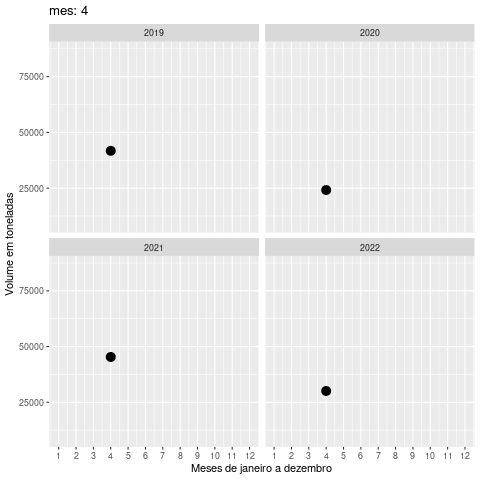 mes: 4
2019
2020
75000
50000
25000
Volume em toneladas
2021
2022
75000
50000
25000
1 2 3 4 5 6 7 8 9 10 11 12 1 2 3 4 5 6 7 8 9 10 11 12
Meses de janeiro a dezembro